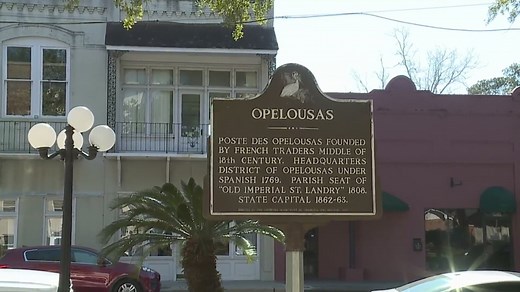 OPELOUSAS
POSTE DES OPELOUSAS FOUNDED
BY FRENCH TRADERS MIDDLE OF
18th CENTURY. HEADQUARTERS
DISTRICT OF OPELOUSAS UNDER
SPANISH 1769. PARISH SEAT OF
"OLD IMPERIAL ST. LANDRY" 1806.
STATE CAPITAL 1862-63.